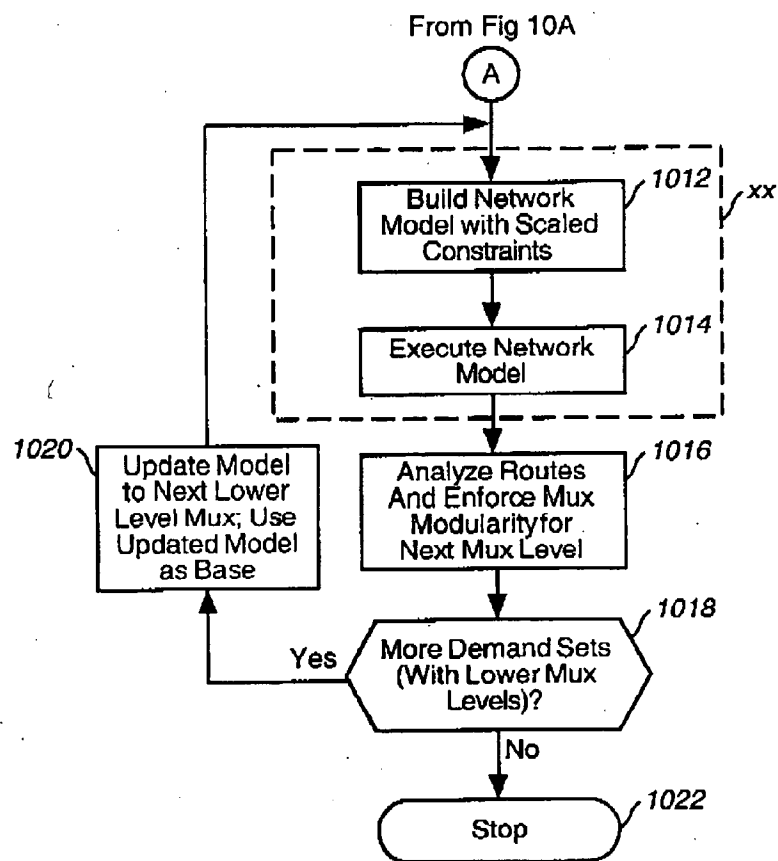 From Fig 10A
A
1012
xx
Build Network
Model with Scaled
Constraints
1014
Execute Network
Model
1016
Analyze Routes
And Enforce Mux
Modularityfor
Next Mux Level
1020
Update Model
to Next Lower
Level Mux; Use
Updated Model
as Base
1018
More Demand Sets
(With Lower Mux
Levels)?
Yes
No
1022
Stop